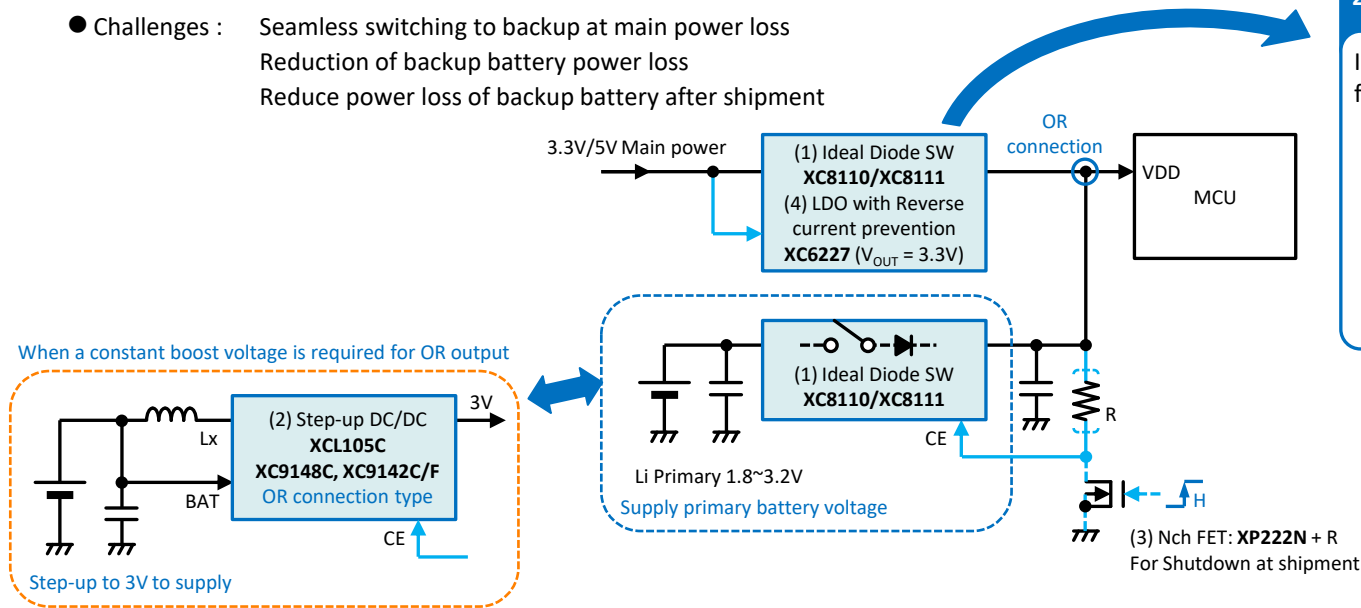 ● Challenges :
Seamless switching to backup at main power loss
Reduction of backup battery power loss
Reduce power loss of backup battery after shipment
3.3V/5V Main power
(1) Ideal Diode SW
XC8110/XC8111
(4) LDO with Reverse
current prevention
XC6227 (VOUT = 3.3V)
OR
connection
VDD
MCU
When a constant boost voltage is required for OR output
Lx
BAT
(2) Step-up DC/DC
XCL105C
XC9148C, XC9142C/F
OR connection type
3V
CE
Step-up to 3V to supply
(1) Ideal Diode SW
XC8110/XC8111
CE
Li Primary 1.8~3.2V
Supply primary battery voltage
R
H
(3) Nch FET: XP222N + R
For Shutdown at shipment